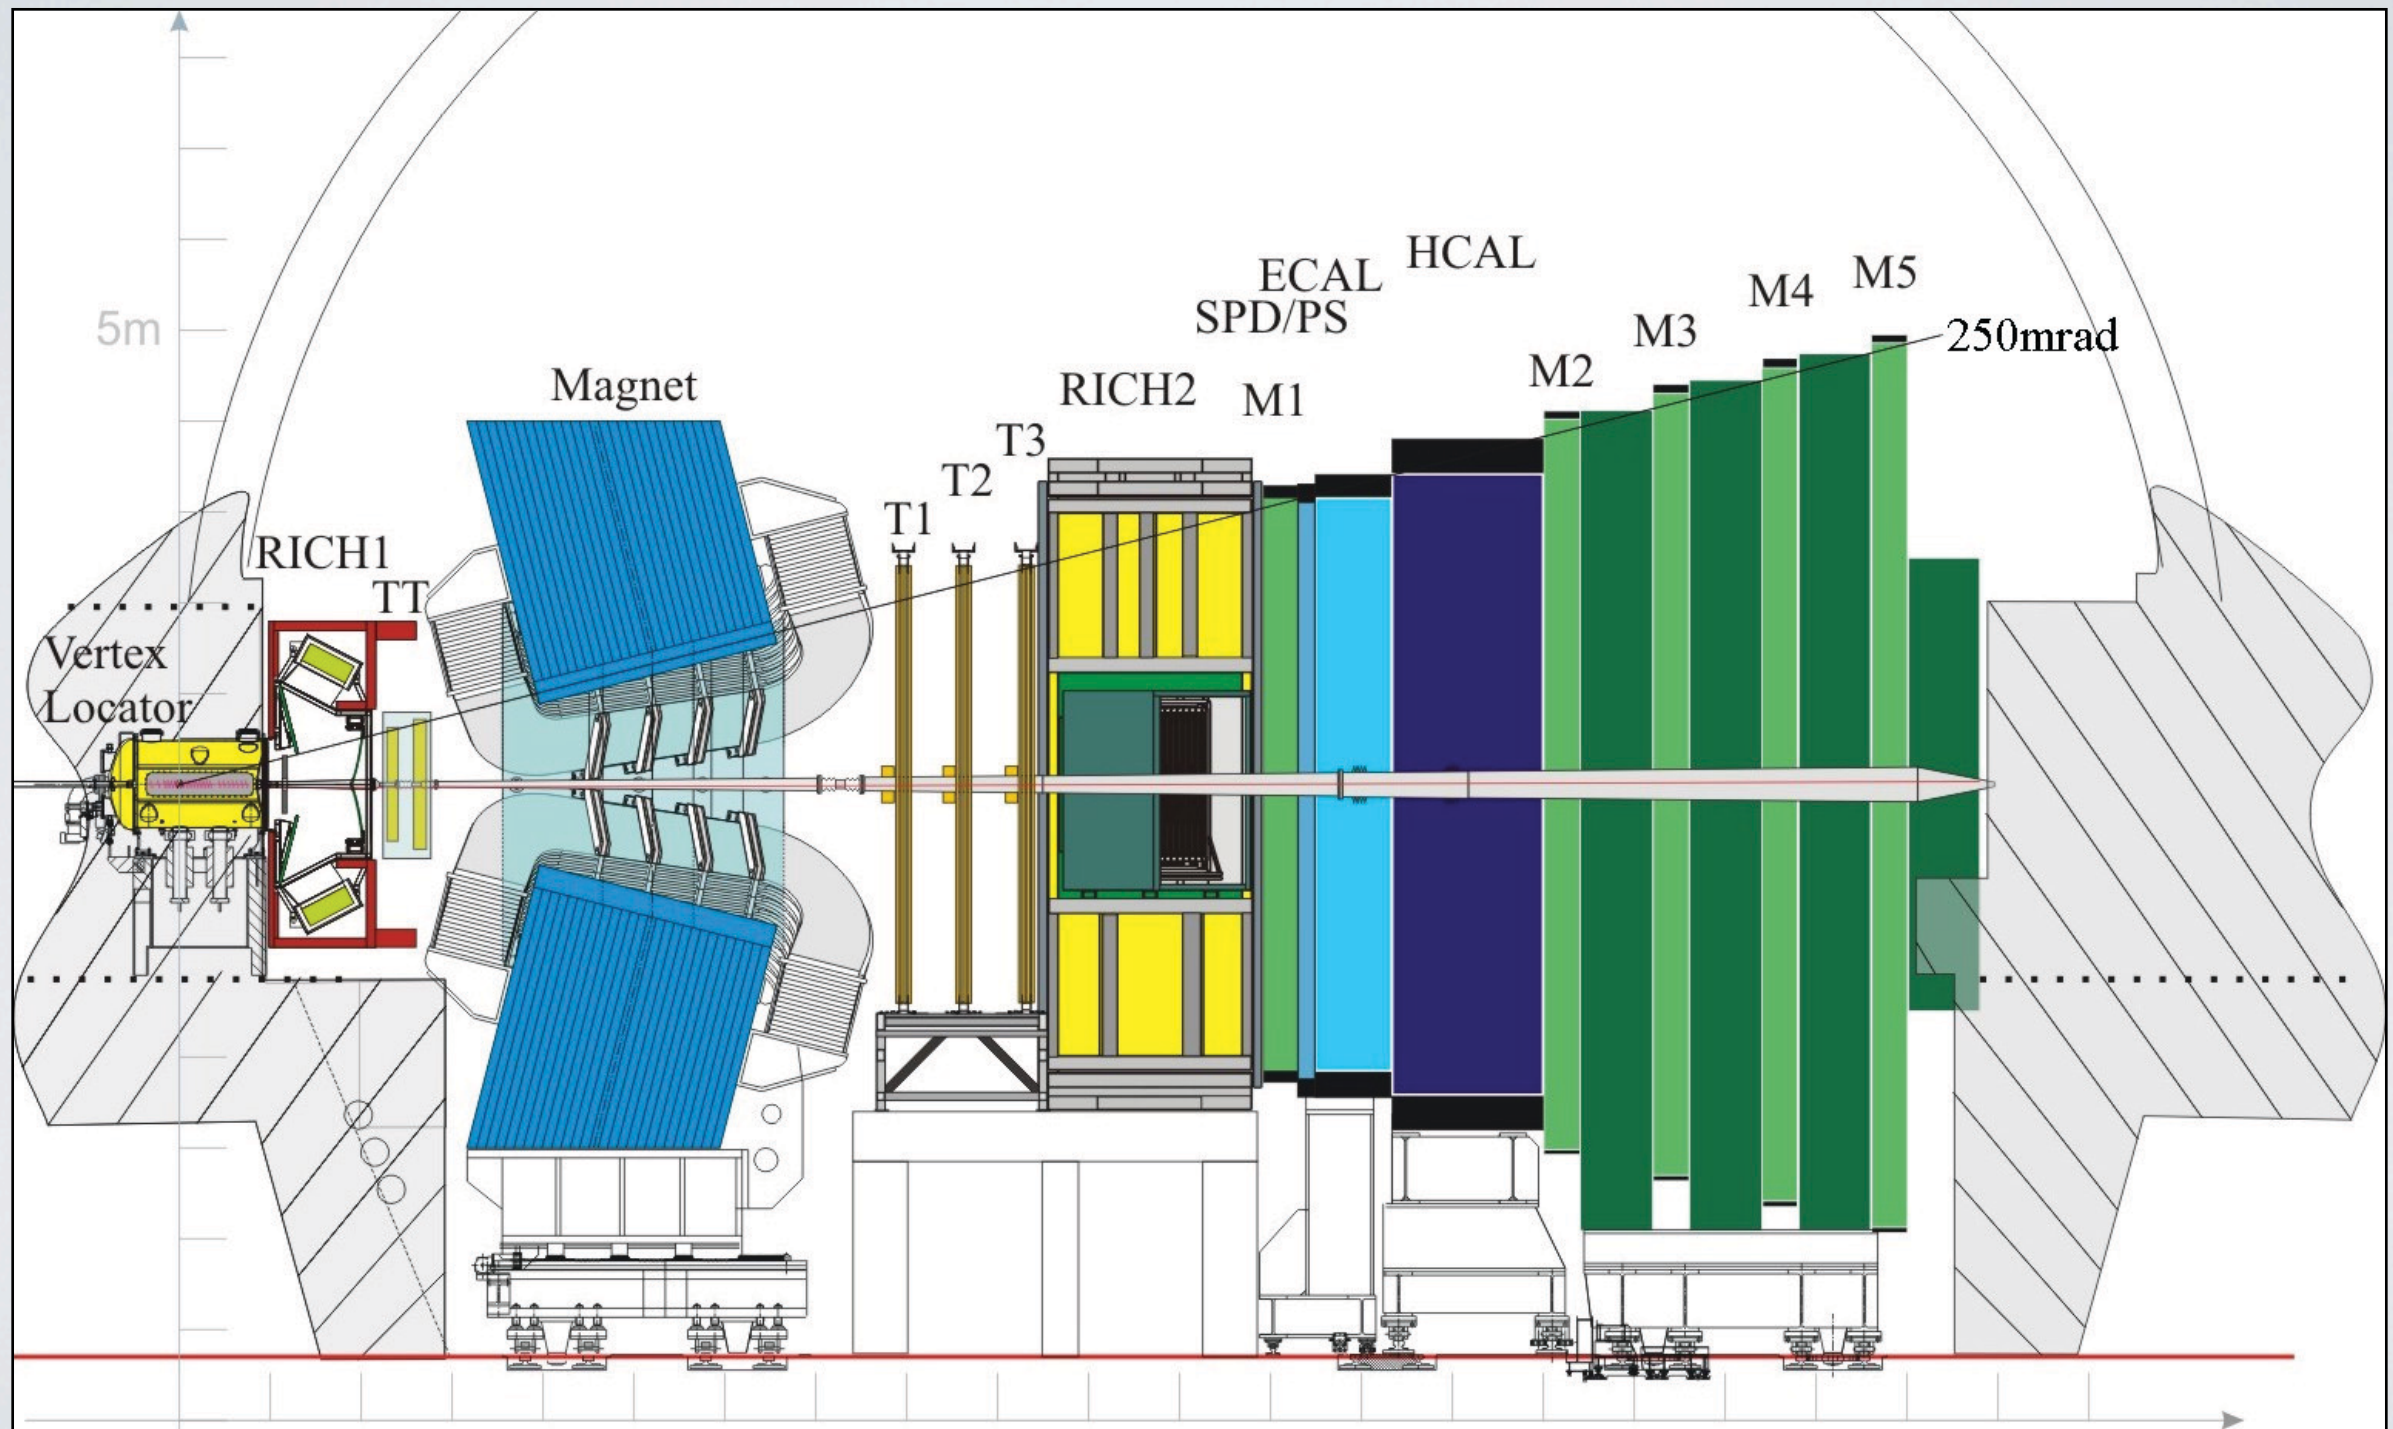 5m
Vertex
Locator
RICH1
TT
Magnet
T1
T2
T3
RICH2
M1
SPD/PS
ECAL
HCAL
M2
M3
M4
M5
250mrad